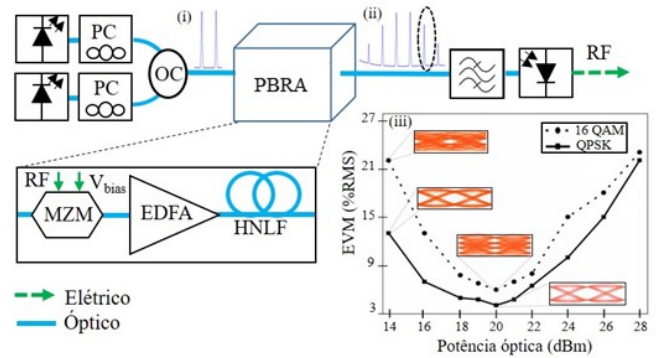 (i)
(ii)
PC
PC
OC
PBRA
RF
RF
V bias
MZM
EDFA
HNLF
Elétrico
Óptico
(iii)
16 QAM
QPSK
EVM (%RMS)
27
21
15
9
3
14 16 18 20 22 24 26 28
Potência óptica (dBm)